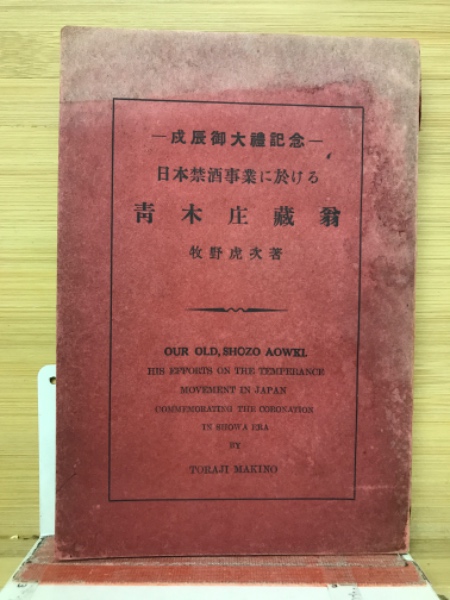 —戊辰御大禮記念—
日本禁酒事業に於ける
靑木庄藏翁
牧野虎次著
OUR OLD, SHOZO AOWKI.
HIS EFFORTS ON THE TEMPERANCE
MOVEMENT IN JAPAN
COMMEMORATING THE CORONATION
IN SHOWA ERA
BY
TORAJI MAKINO